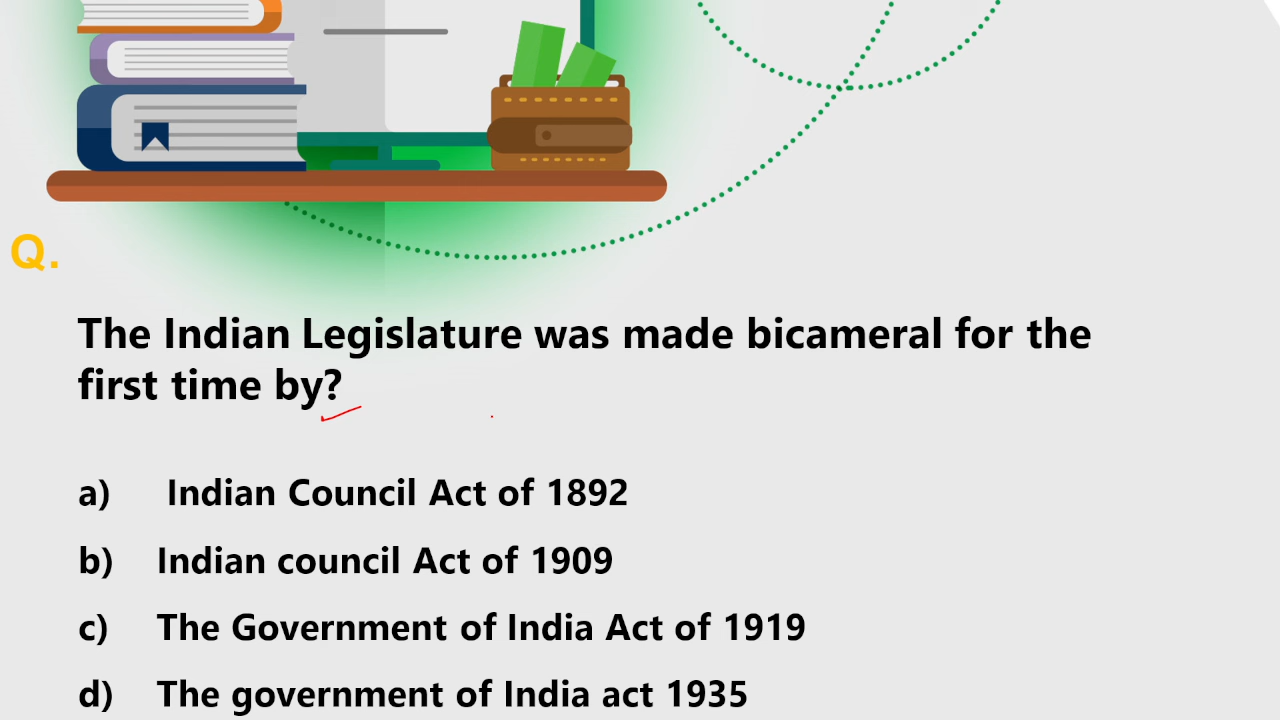 Q.
The Indian Legislature was made bicameral for the
first time by?
a) Indian Council Act of 1892
b) Indian council Act of 1909
c) The Government of India Act of 1919
d) The government of India act 1935